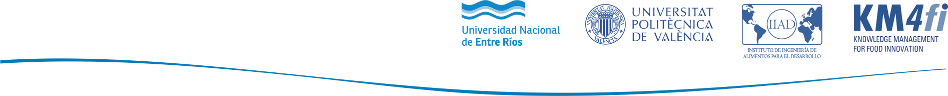 Universidad Nacional
de Entre Ríos
UNIVERSITAT
POLITÈCNICA
DE VALÈNCIA
IIAD
INSTITUTO DE INGENIERÍA DE
ALIMENTOS PARA EL DESARROLLO
KM4fi
KNOWLEDGE MANAGEMENT
FOR FOOD INNOVATION